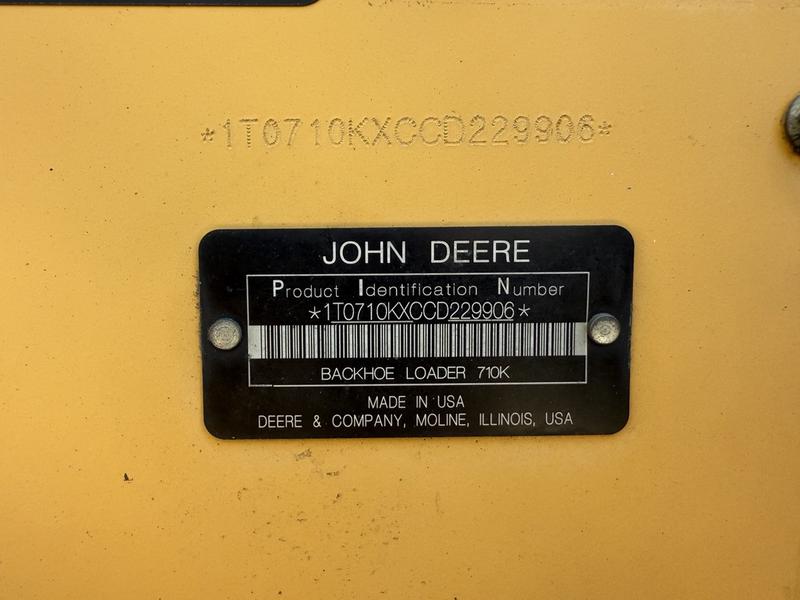 *1T0710KXCCD229906*
JOHN DEERE
Product Identification Number
*1T0710KXCCD229906*
BACKHOE LOADER 710K
MADE IN USA
DEERE & COMPANY, MOLINE, ILLINOIS, USA